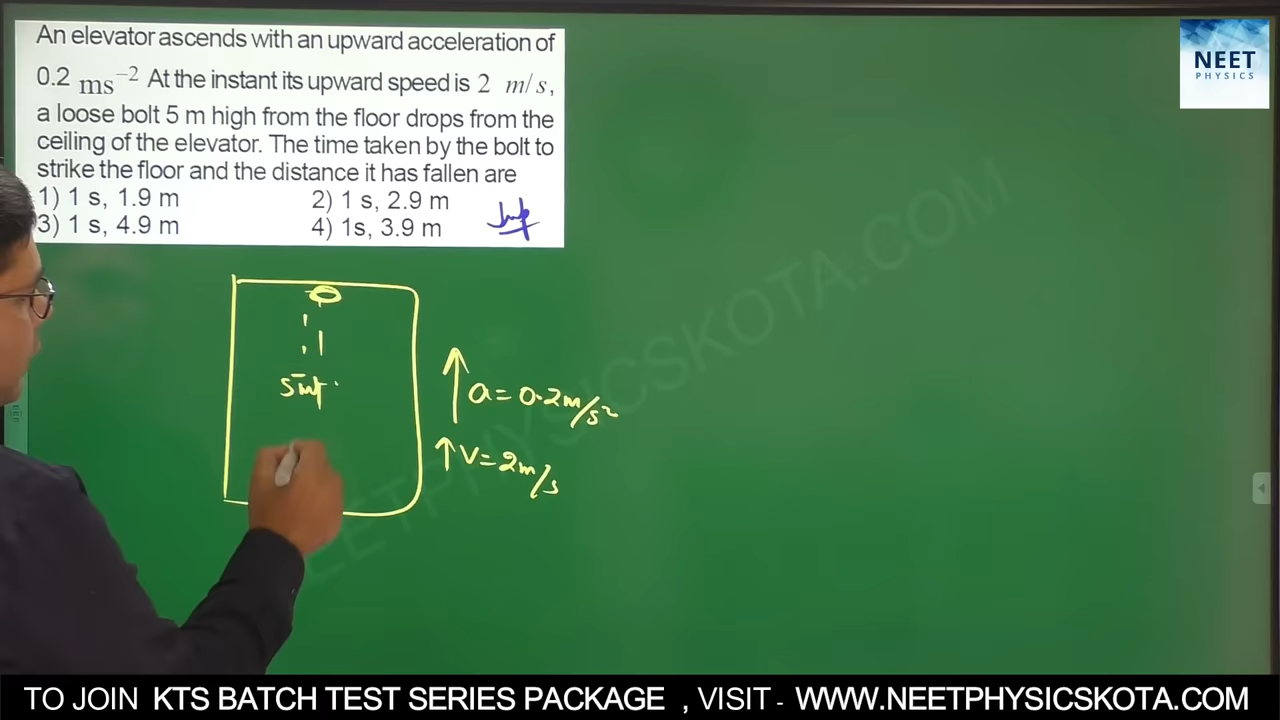 An elevator ascends with an upward acceleration of
0.2 ms⁻² At the instant its upward speed is 2 m/s,
a loose bolt 5 m high from the floor drops from the
ceiling of the elevator. The time taken by the bolt to
strike the floor and the distance it has fallen are
1) 1 s, 1.9 m 2) 1 s, 2.9 m
3) 1 s, 4.9 m 4) 1s, 3.9 m
NEET
PHYSICS
a = 0.2 m/s²
V = 2 m/s
NEETPHYSICSKOTA.COM
TO JOIN KTS BATCH TEST SERIES PACKAGE , VISIT - WWW.NEETPHYSICSKOTA.COM